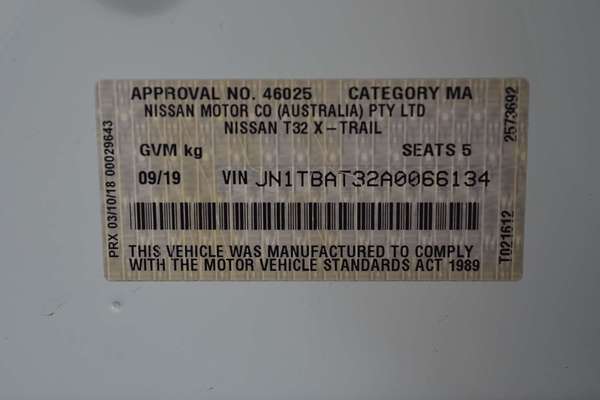 APPROVAL NO. 46025 CATEGORY MA
NISSAN MOTOR CO (AUSTRALIA) PTY LTD
NISSAN T32 X-TRAIL
GVM kg SEATS 5
09/19 VIN JN1TBAT32A0066134
THIS VEHICLE WAS MANUFACTURED TO COMPLY
WITH THE MOTOR VEHICLE STANDARDS ACT 1989
PRX 03/10/18 00029643
T021612 2573692